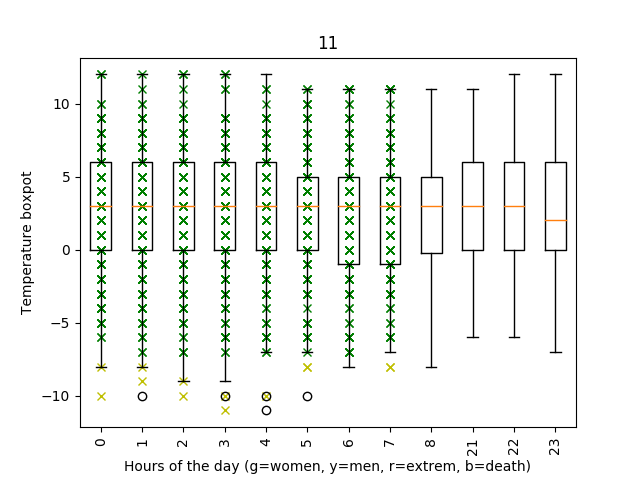 11
10
5
0
−5
−10
Temperature boxpot
0 1 2 3 4 5 6 7 8 21 22 23
Hours of the day (g=women, y=men, r=extrem, b=death)